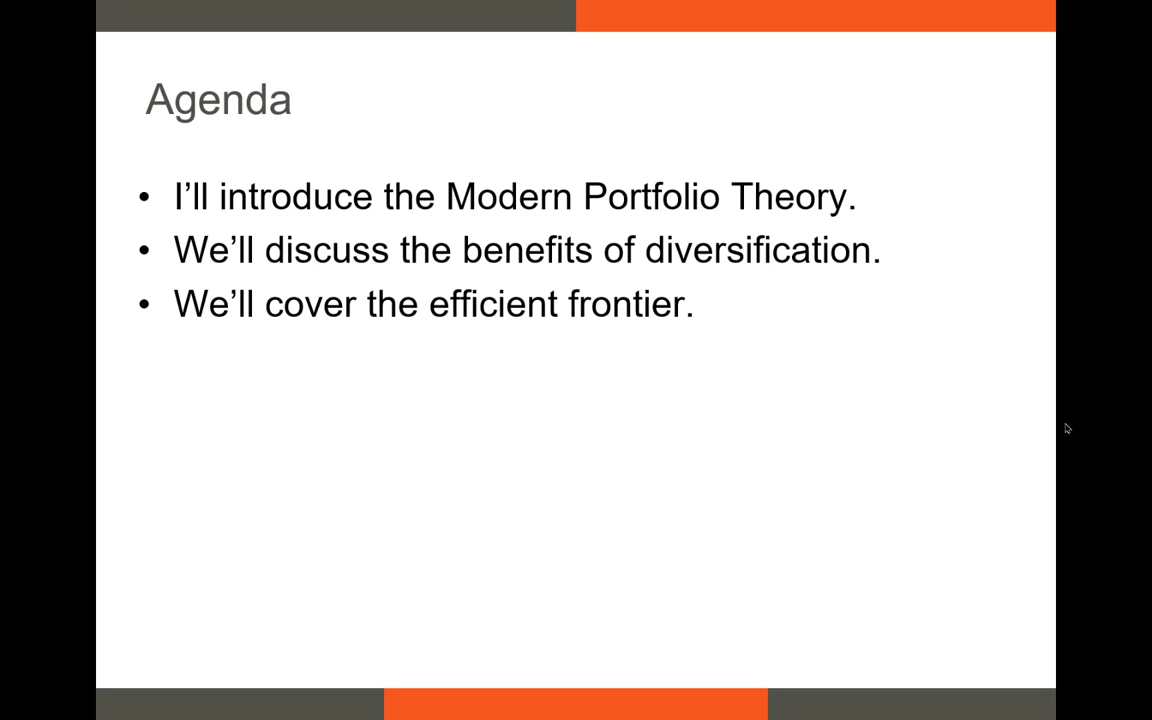 Agenda
• I’ll introduce the Modern Portfolio Theory.
• We’ll discuss the benefits of diversification.
• We’ll cover the efficient frontier.